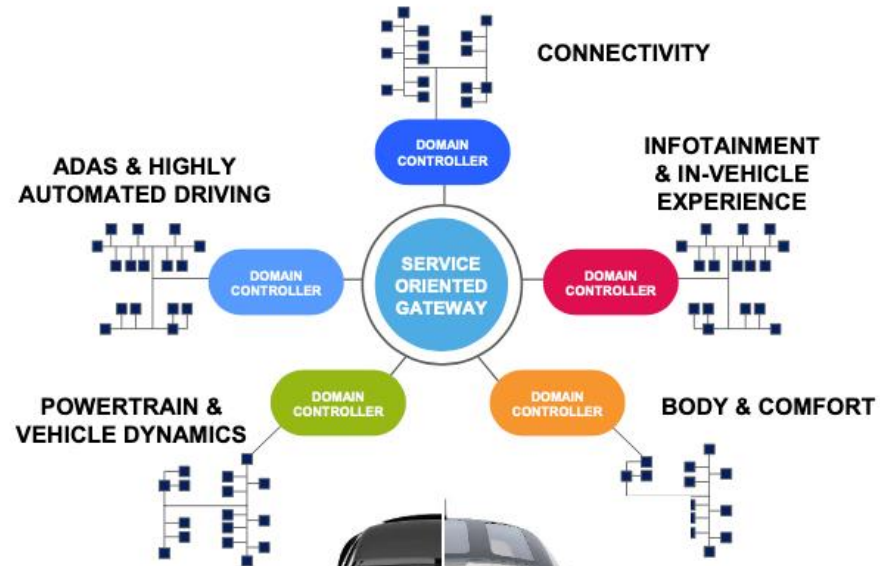 CONNECTIVITY
DOMAIN
CONTROLLER
ADAS & HIGHLY
AUTOMATED DRIVING
INFOTAINMENT
& IN-VEHICLE
EXPERIENCE
DOMAIN
CONTROLLER
SERVICE
ORIENTED
GATEWAY
DOMAIN
CONTROLLER
POWERTRAIN &
VEHICLE DYNAMICS
DOMAIN
CONTROLLER
DOMAIN
CONTROLLER
BODY & COMFORT